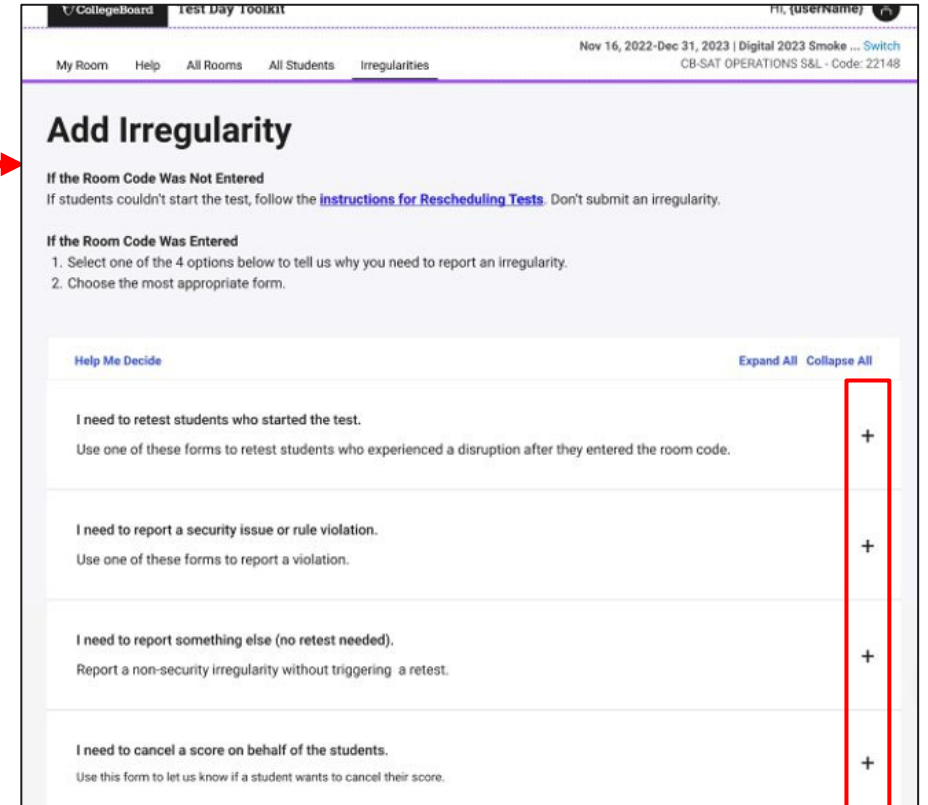 CollegeBoard Test Day Toolkit Hi, {userName}
Nov 16, 2022-Dec 31, 2023 | Digital 2023 Smoke ... Switch
My Room Help All Rooms All Students Irregularities CB-SAT OPERATIONS S&L - Code: 22148
Add Irregularity
If the Room Code Was Not Entered
If students couldn't start the test, follow the instructions for Rescheduling Tests. Don't submit an irregularity.
If the Room Code Was Entered
1. Select one of the 4 options below to tell us why you need to report an irregularity.
2. Choose the most appropriate form.
Help Me Decide Expand All Collapse All
I need to retest students who started the test.
Use one of these forms to retest students who experienced a disruption after they entered the room code.
+
I need to report a security issue or rule violation.
Use one of these forms to report a violation.
+
I need to report something else (no retest needed).
Report a non-security irregularity without triggering a retest.
+
I need to cancel a score on behalf of the students.
Use this form to let us know if a student wants to cancel their score.
+